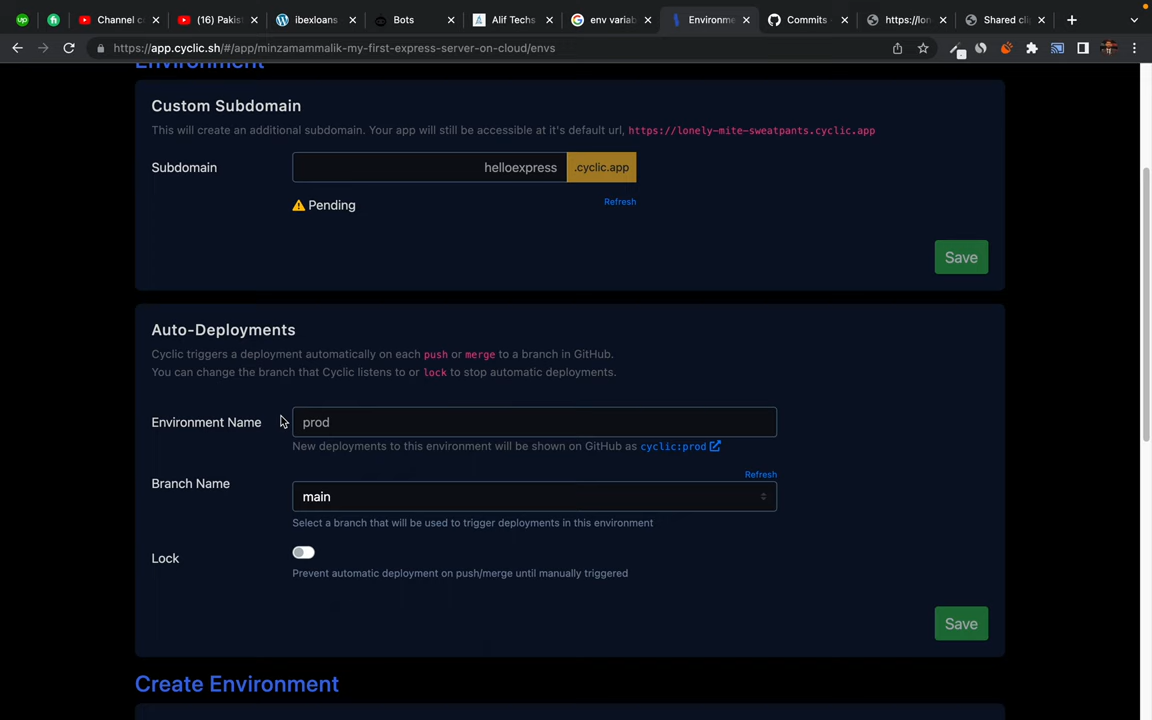 Channel c
(16) Pakis
ibexloans
Bots
Alif Techs
env variab
Environme
Commits
https://lon
Shared cli
https://app.cyclic.sh/#/app/minzamammalik-my-first-express-server-on-cloud/envs
Environment
Custom Subdomain
This will create an additional subdomain. Your app will still be accessible at it's default url, https://lonely-mite-sweatpants.cyclic.app
Subdomain
helloexpress
.cyclic.app
Pending
Refresh
Save
Auto-Deployments
Cyclic triggers a deployment automatically on each push or merge to a branch in GitHub.
You can change the branch that Cyclic listens to or lock to stop automatic deployments.
Environment Name
prod
New deployments to this environment will be shown on GitHub as cyclic:prod
Refresh
Branch Name
main
Select a branch that will be used to trigger deployments in this environment
Lock
Prevent automatic deployment on push/merge until manually triggered
Save
Create Environment